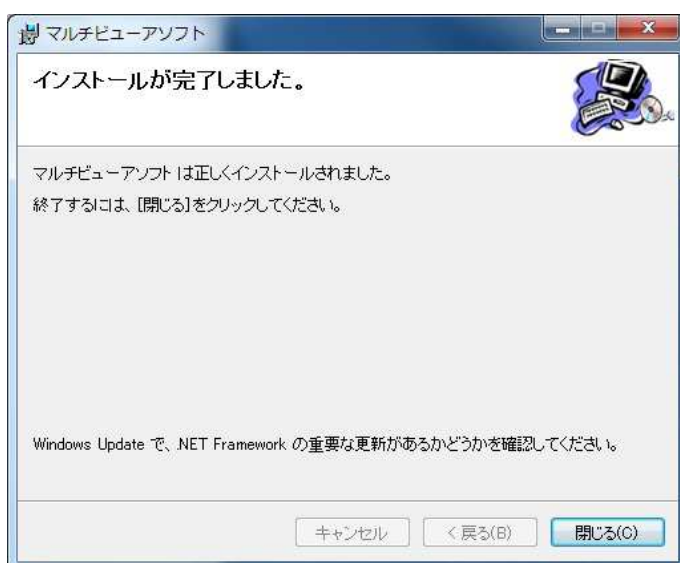 マルチビューアソフト
インストールが完了しました。
マルチビューアソフト は正しくインストールされました。
終了するには、[閉じる]をクリックしてください。
Windows Update で、.NET Framework の重要な更新があるかどうかを確認してください。
キャンセル
< 戻る(B)
閉じる(C)